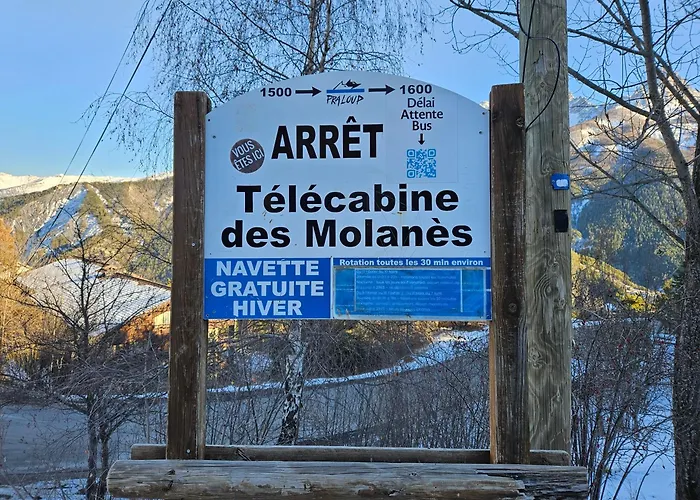 1500 → PRALOUP → 1600
Délai
Attente
Bus
VOUS
êtes ICI
ARRÊT
Télécabine
des Molanès
NAVETTE
GRATUITE
HIVER
Rotation toutes les 30 min environ